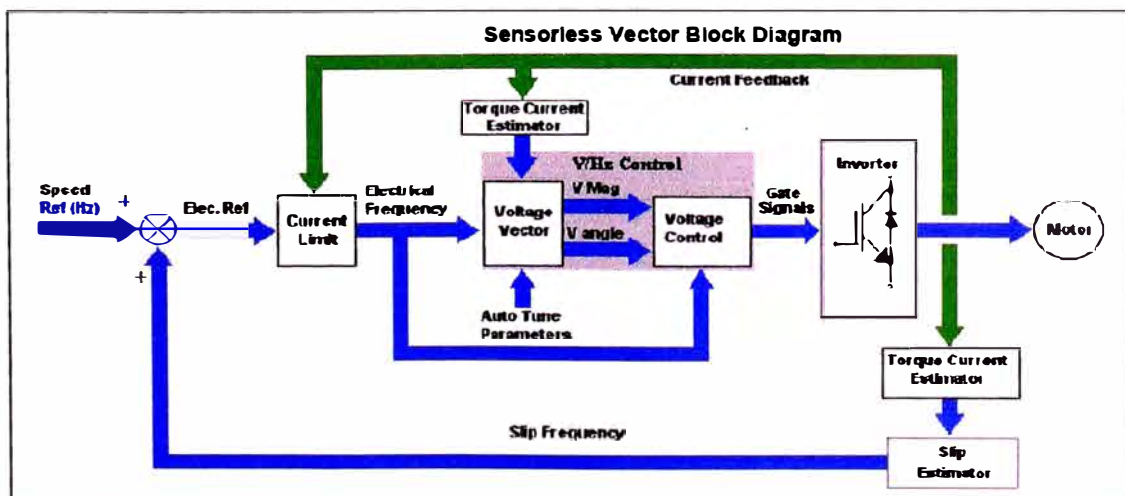 Sensorless Vector Block Diagram
Current Feedback
Torque Current
Estimator
V/Hz Control
Inverter
Speed
Ref (Hz)
+
Elec. Ref
Current
Limit
Electrical
Frequency
Voltage
Vector
V Mag
V angle
Voltage
Control
Gate
Signals
Motor
+
Auto Tune
Parameters
Torque Current
Estimator
Slip Frequency
Slip
Estimator